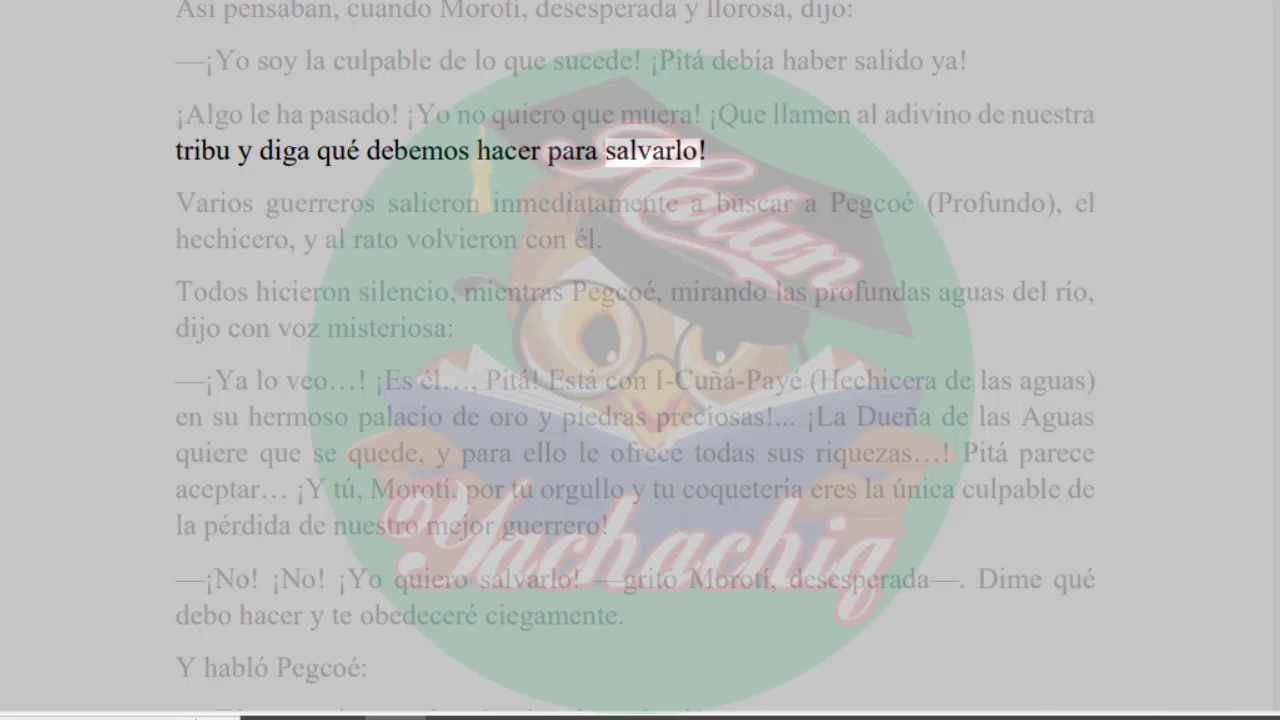 Así pensaban, cuando Morotí, desesperada y llorosa, dijo:
—¡Yo soy la culpable de lo que sucede! ¡Pitá debía haber salido ya!
¡Algo le ha pasado! ¡Yo no quiero que muera! ¡Que llamen al adivino de nuestra
tribu y diga qué debemos hacer para salvarlo!
Varios guerreros salieron inmediatamente a buscar a Pegcoé (Profundo), el
hechicero, y al rato volvieron con él.
Todos hicieron silencio, mientras Pegcoé, mirando las profundas aguas del río,
dijo con voz misteriosa:
—¡Ya lo veo…! ¡Es él…, Pitá! Está con I-Cuñá-Payé (Hechicera de las aguas)
en su hermoso palacio de oro y piedras preciosas!... ¡La Dueña de las Aguas
quiere que se quede, y para ello le ofrece todas sus riquezas…! Pitá parece
aceptar… ¡Y tú, Morotí, por tu orgullo y tu coquetería eres la única culpable de
la pérdida de nuestro mejor guerrero!
—¡No! ¡No! ¡Yo quiero salvarlo! —gritó Morotí, desesperada—. Dime qué
debo hacer y te obedeceré ciegamente.
Y habló Pegcoé:
Hatun
Yachachiq